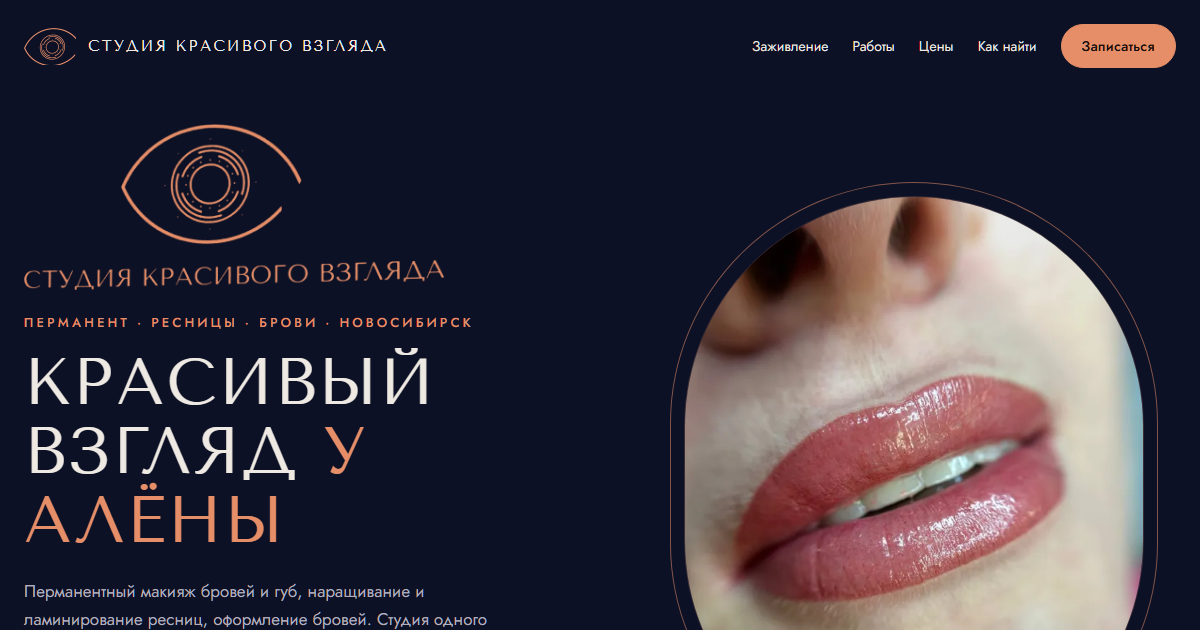 СТУДИЯ КРАСИВОГО ВЗГЛЯДА
Заживление Работы Цены Как найти Записаться
СТУДИЯ КРАСИВОГО ВЗГЛЯДА
ПЕРМАНЕНТ · РЕСНИЦЫ · БРОВИ · НОВОСИБИРСК
КРАСИВЫЙ
ВЗГЛЯД У
АЛЁНЫ
Перманентный макияж бровей и губ, наращивание и
ламинирование ресниц, оформление бровей. Студия одного